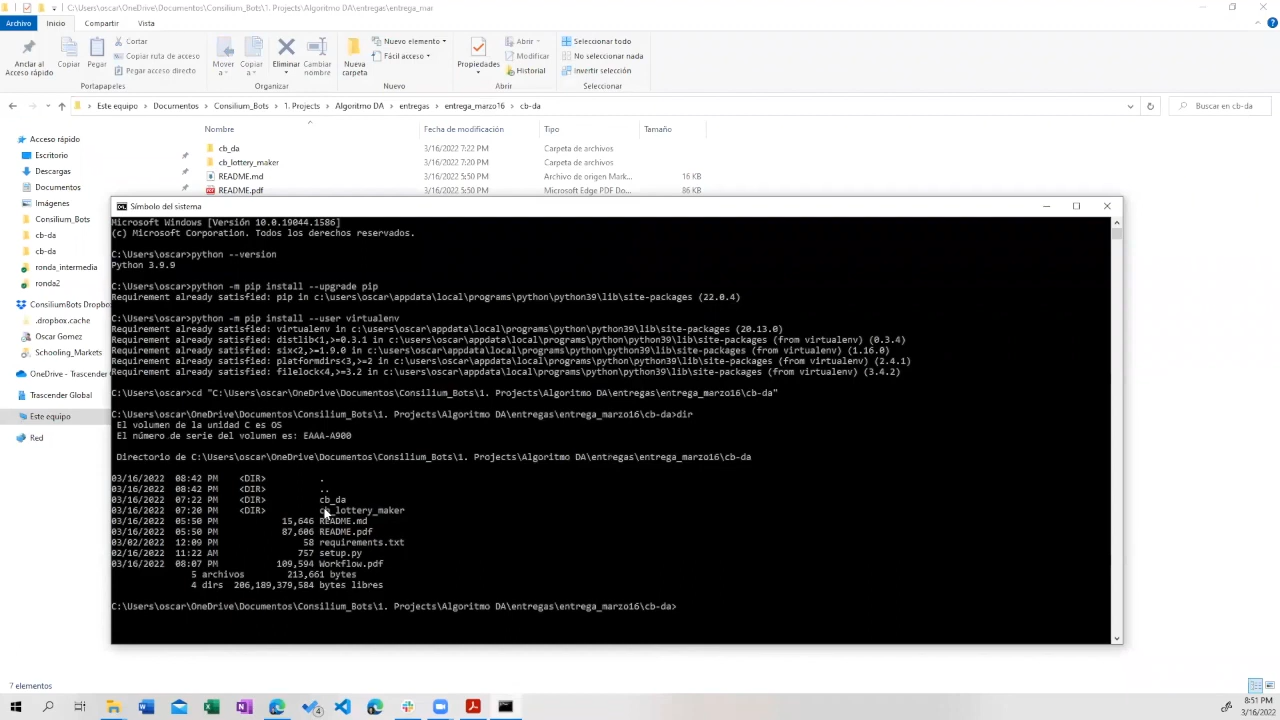 C:\Users\oscar\OneDrive\Documentos\Consilium_Bots\1. Projects\Algoritmo DA\entregas\entrega_mar
Archivo Inicio Compartir Vista
Anclar al Acceso rápido
Copiar
Pegar
Cortar
Copiar ruta de acceso
Pegar acceso directo
Mover a
Copiar a
Eliminar
Cambiar nombre
Nueva carpeta
Nuevo elemento
Fácil acceso
Propiedades
Abrir
Modificar
Historial
Seleccionar todo
No seleccionar nada
Invertir selección
Portapapeles Organizar Nuevo Abrir Seleccionar
Este equipo > Documentos > Consilium_Bots > 1. Projects > Algoritmo DA > entregas > entrega_marzo16 > cb-da
Buscar en cb-da
Nombre Fecha de modificación Tipo Tamaño
cb_da 3/16/2022 7:22 PM Carpeta de archivos
cb_lottery_maker 3/16/2022 7:20 PM Carpeta de archivos
README.md 3/16/2022 5:50 PM Archivo de origen Mark... 16 KB
README.pdf 3/16/2022 5:50 PM Microsoft Edge PDF Do... 86 KB
Acceso rápido
Escritorio
Descargas
Documentos
Imágenes
Consilium_Bots
cb-da
cb-da
ronda_intermedia
ronda2
ConsiliumBots Dropbo
.dropbox.cache
Oscar Gomez
Schooling_Markets
OneDrive - Trascender
Trascender Global
Este equipo
Red
Símbolo del sistema
Microsoft Windows [Versión 10.0.19044.1586]
(c) Microsoft Corporation. Todos los derechos reservados.
C:\Users\oscar>python --version
Python 3.9.9
C:\Users\oscar>python -m pip install --upgrade pip
Requirement already satisfied: pip in c:\users\oscar\appdata\local\programs\python\python39\lib\site-packages (22.0.4)
C:\Users\oscar>python -m pip install --user virtualenv
Requirement already satisfied: virtualenv in c:\users\oscar\appdata\local\programs\python\python39\lib\site-packages (20.13.0)
Requirement already satisfied: distlib<1,>=0.3.1 in c:\users\oscar\appdata\local\programs\python\python39\lib\site-packages (from virtualenv) (0.3.4)
Requirement already satisfied: six<2,>=1.9.0 in c:\users\oscar\appdata\local\programs\python\python39\lib\site-packages (from virtualenv) (1.16.0)
Requirement already satisfied: platformdirs<3,>=2 in c:\users\oscar\appdata\local\programs\python\python39\lib\site-packages (from virtualenv) (2.4.1)
Requirement already satisfied: filelock<4,>=3.2 in c:\users\oscar\appdata\local\programs\python\python39\lib\site-packages (from virtualenv) (3.4.2)
C:\Users\oscar>cd "C:\Users\oscar\OneDrive\Documentos\Consilium_Bots\1. Projects\Algoritmo DA\entregas\entrega_marzo16\cb-da"
C:\Users\oscar\OneDrive\Documentos\Consilium_Bots\1. Projects\Algoritmo DA\entregas\entrega_marzo16\cb-da>dir
El volumen de la unidad C es OS
El número de serie del volumen es: EAAA-A900
Directorio de C:\Users\oscar\OneDrive\Documentos\Consilium_Bots\1. Projects\Algoritmo DA\entregas\entrega_marzo16\cb-da
03/16/2022 08:42 PM <DIR> .
03/16/2022 08:42 PM <DIR> ..
03/16/2022 07:22 PM <DIR> cb_da
03/16/2022 07:20 PM <DIR> cb_lottery_maker
03/16/2022 05:50 PM 15,646 README.md
03/16/2022 05:50 PM 87,606 README.pdf
03/02/2022 12:09 PM 58 requirements.txt
02/16/2022 11:22 AM 757 setup.py
03/16/2022 08:07 PM 109,594 Workflow.pdf
5 archivos 213,661 bytes
4 dirs 206,189,379,584 bytes libres
C:\Users\oscar\OneDrive\Documentos\Consilium_Bots\1. Projects\Algoritmo DA\entregas\entrega_marzo16\cb-da>
7 elementos
8:51 PM
3/16/2022